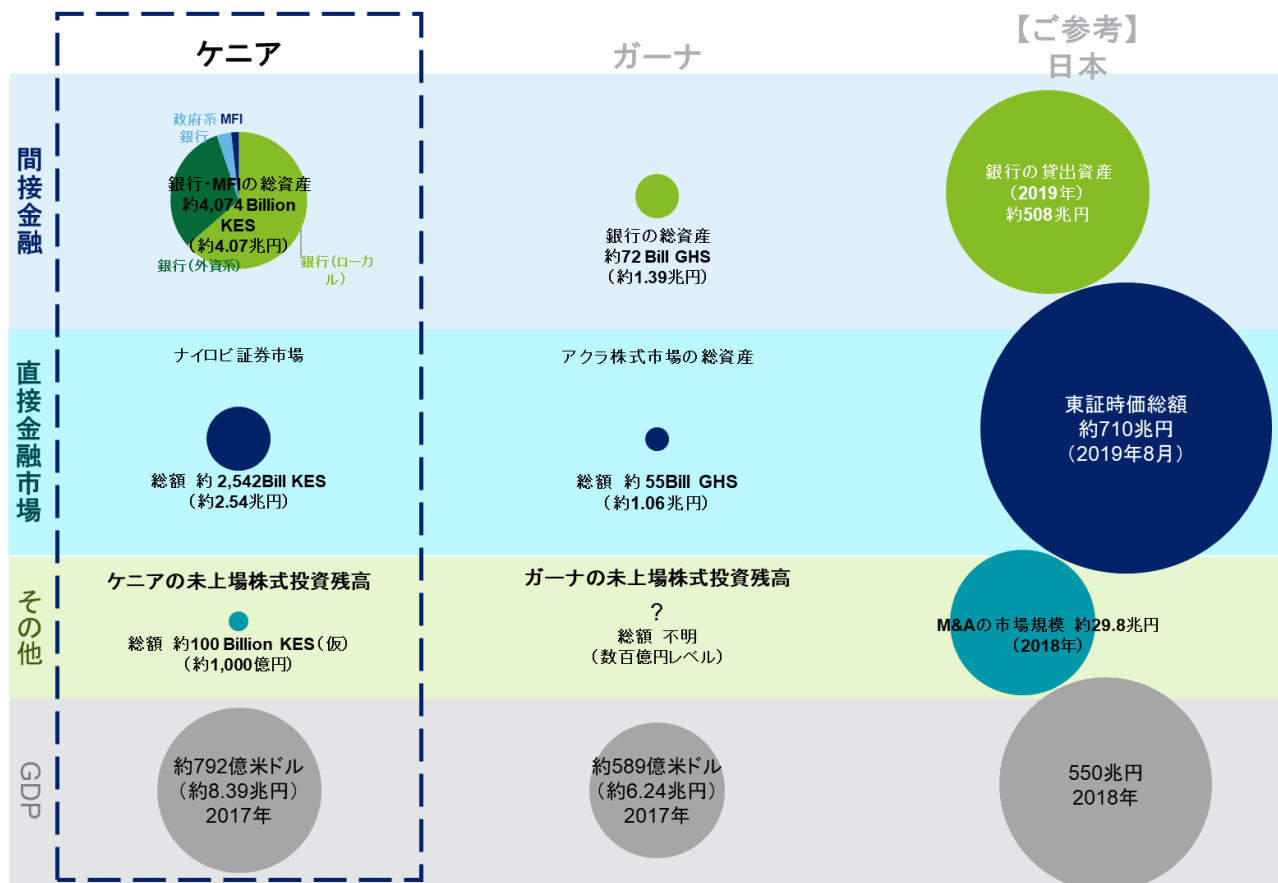 ケニア
ガーナ
【ご参考】
日本
間接金融
政府系
銀行
MFI
銀行・MFIの総資産
約4,074 Billion
KES
(約4.07兆円)
銀行(外資系)
銀行(ローカ
ル)
銀行の総資産
約72 Bill GHS
(約1.39兆円)
銀行の貸出資産
(2019年)
約508兆円
直接金融市場
ナイロビ証券市場
総額 約 2,542Bill KES
(約2.54兆円)
アクラ株式市場の総資産
総額 約 55Bill GHS
(約1.06兆円)
東証時価総額
約710兆円
(2019年8月)
その他
ケニアの未上場株式投資残高
総額 約100 Billion KES(仮)
(約1,000億円)
ガーナの未上場株式投資残高
?
総額 不明
(数百億円レベル)
M&Aの市場規模 約29.8兆円
(2018年)
GDP
約792億米ドル
(約8.39兆円)
2017年
約589億米ドル
(約6.24兆円)
2017年
550兆円
2018年